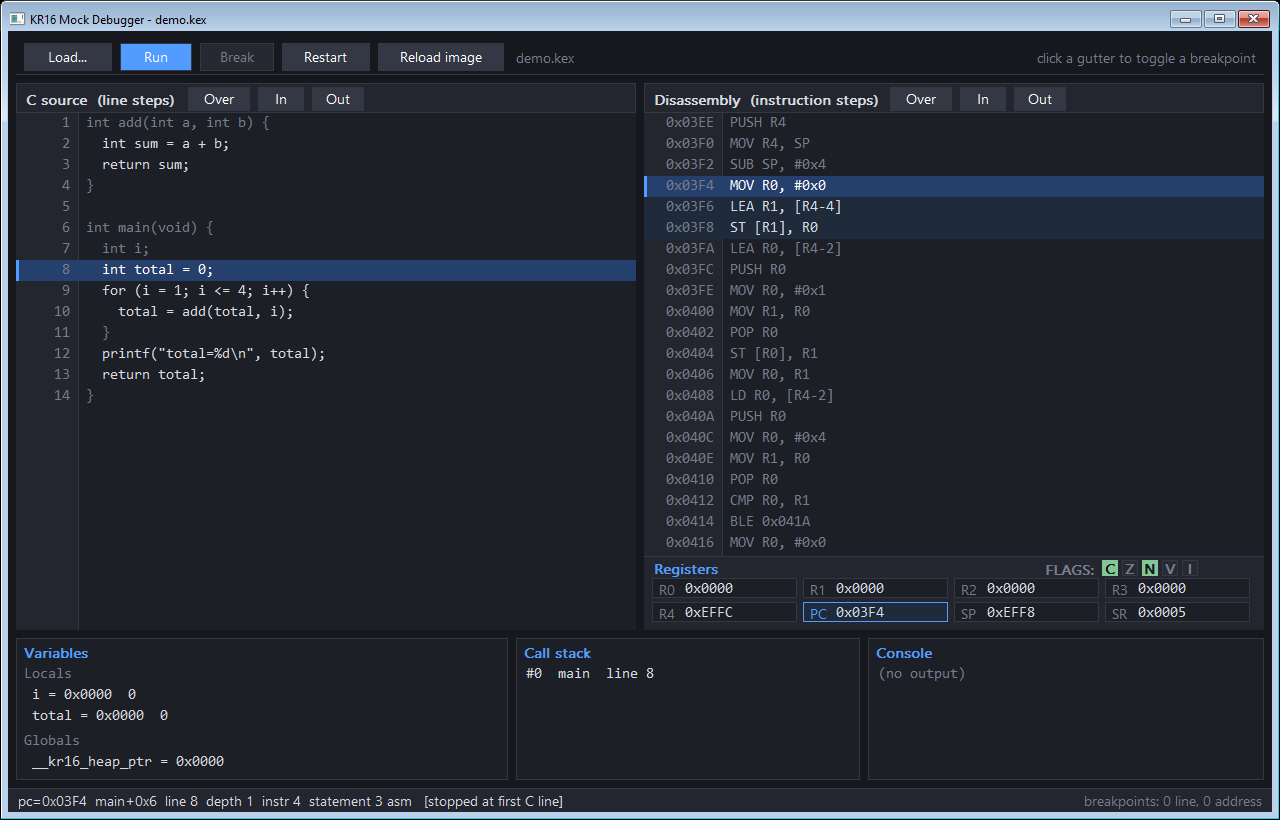 KR16 Mock Debugger - demo.kex
Load... Run Break Restart Reload image demo.kex click a gutter to toggle a breakpoint
C source (line steps) Over In Out
1 int add(int a, int b) {
2 int sum = a + b;
3 return sum;
4 }
5
6 int main(void) {
7 int i;
8 int total = 0;
9 for (i = 1; i <= 4; i++) {
10 total = add(total, i);
11 }
12 printf("total=%d\n", total);
13 return total;
14 }
Disassembly (instruction steps) Over In Out
0x03EE PUSH R4
0x03F0 MOV R4, SP
0x03F2 SUB SP, #0x4
0x03F4 MOV R0, #0x0
0x03F6 LEA R1, [R4-4]
0x03F8 ST [R1], R0
0x03FA LEA R0, [R4-2]
0x03FC PUSH R0
0x03FE MOV R0, #0x1
0x0400 MOV R1, R0
0x0402 POP R0
0x0404 ST [R0], R1
0x0406 MOV R0, R1
0x0408 LD R0, [R4-2]
0x040A PUSH R0
0x040C MOV R0, #0x4
0x040E MOV R1, R0
0x0410 POP R0
0x0412 CMP R0, R1
0x0414 BLE 0x041A
0x0416 MOV R0, #0x0
Registers FLAGS: C Z N V I
R0 0x0000 R1 0x0000 R2 0x0000 R3 0x0000
R4 0xEFFC PC 0x03F4 SP 0xEFF8 SR 0x0005
Variables
Locals
i = 0x0000 0
total = 0x0000 0
Globals
__kr16_heap_ptr = 0x0000
Call stack
#0 main line 8
Console
(no output)
pc=0x03F4 main+0x6 line 8 depth 1 instr 4 statement 3 asm [stopped at first C line] breakpoints: 0 line, 0 address